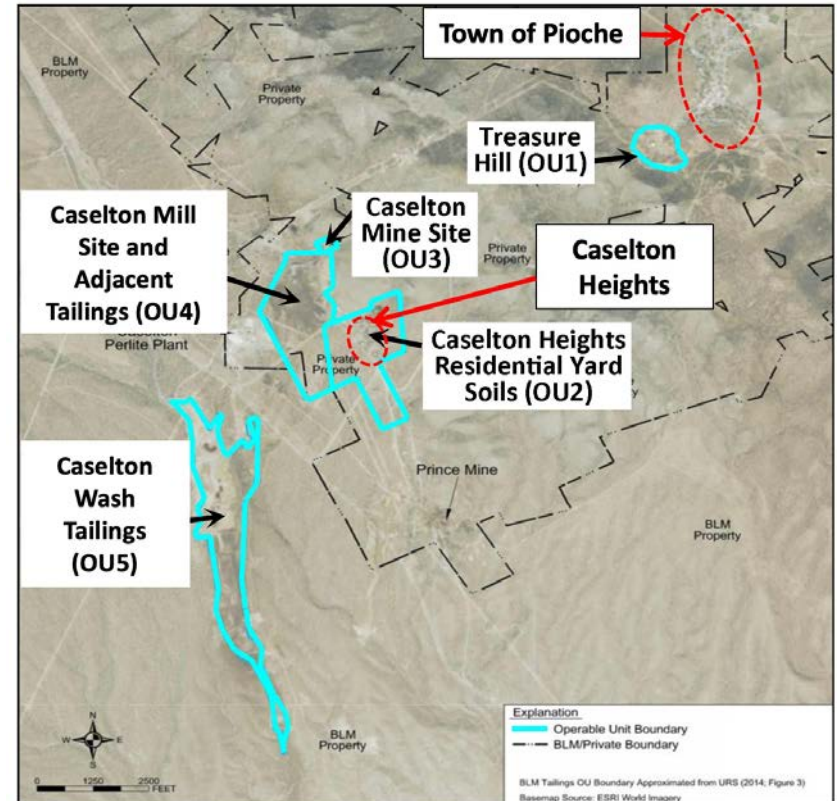 Town of Pioche
BLM
Property
Private
Property
Treasure
Hill (OU1)
Caselton Mill
Site and
Adjacent
Tailings (OU4)
Caselton
Mine Site
(OU3)
Private
Property
Caselton
Heights
Caselton
Perlite Plant
Private
Property
Caselton Heights
Residential Yard
Soils (OU2)
Caselton
Wash
Tailings
(OU5)
Prince Mine
BLM
Property
BLM
Property
N
W
E
S
0 1250 2500
FEET
Explanation
Operable Unit Boundary
BLM/Private Boundary
BLM Tailings OU Boundary Approximated from URS (2014; Figure 3)
Basemap Source: ESRI World Imagery